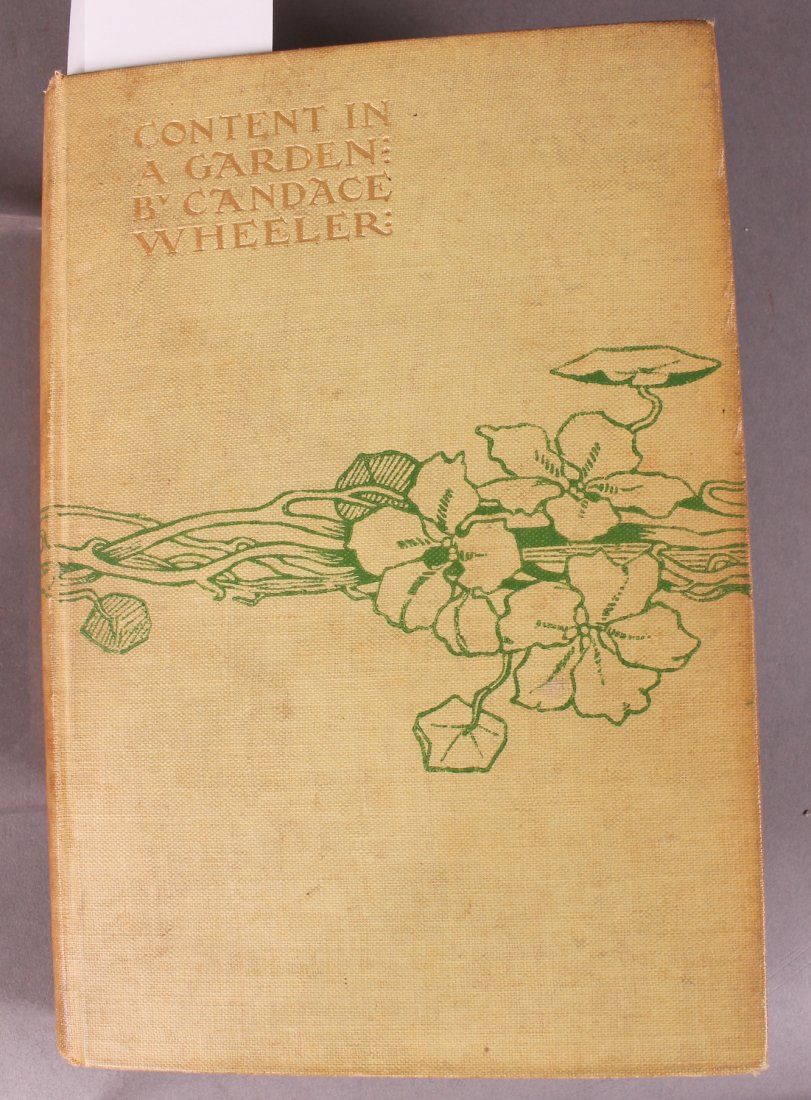 CONTENT IN
A GARDEN:
BY CANDACE
WHEELER: